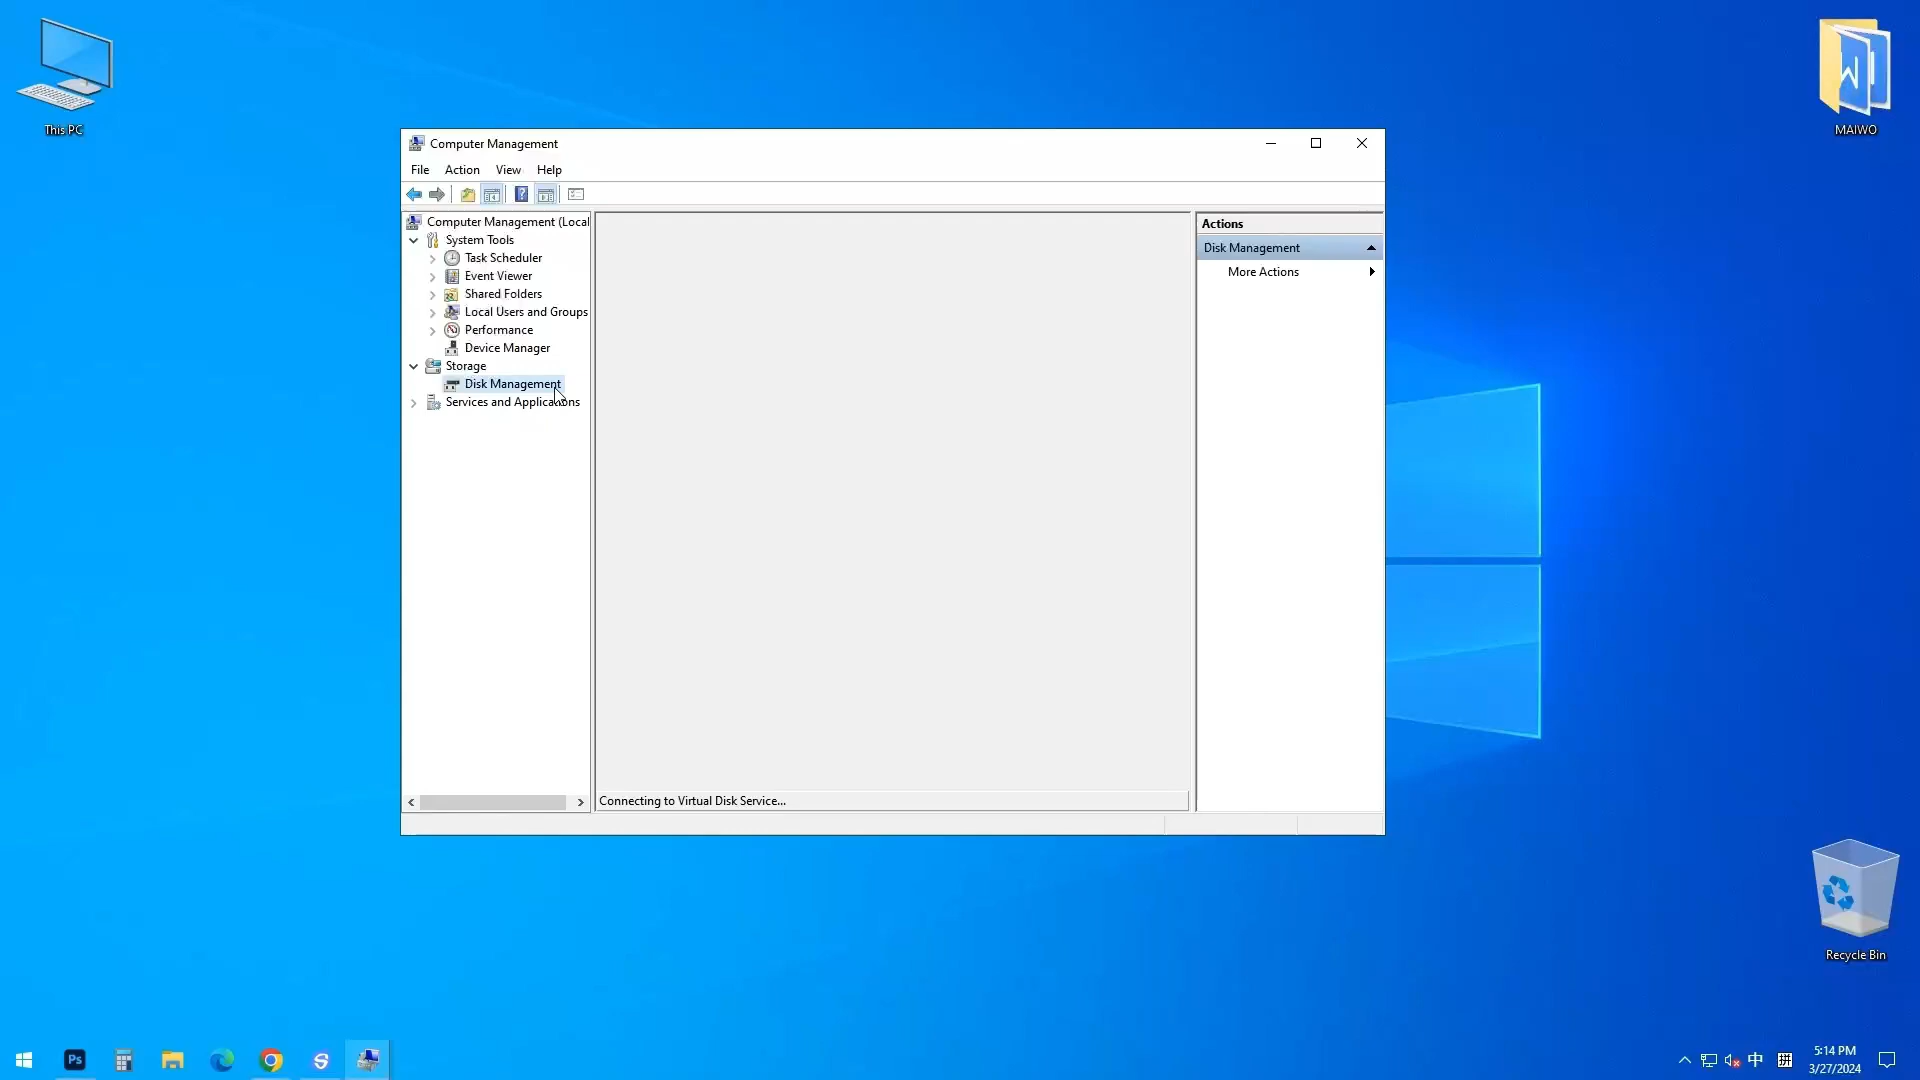 This PC
MAIWO
Computer Management
File Action View Help
Computer Management (Local
System Tools
Task Scheduler
Event Viewer
Shared Folders
Local Users and Groups
Performance
Device Manager
Storage
Disk Management
Services and Applications
Connecting to Virtual Disk Service...
Actions
Disk Management
More Actions
Recycle Bin
Ps
中 拼
5:14 PM
3/27/2024